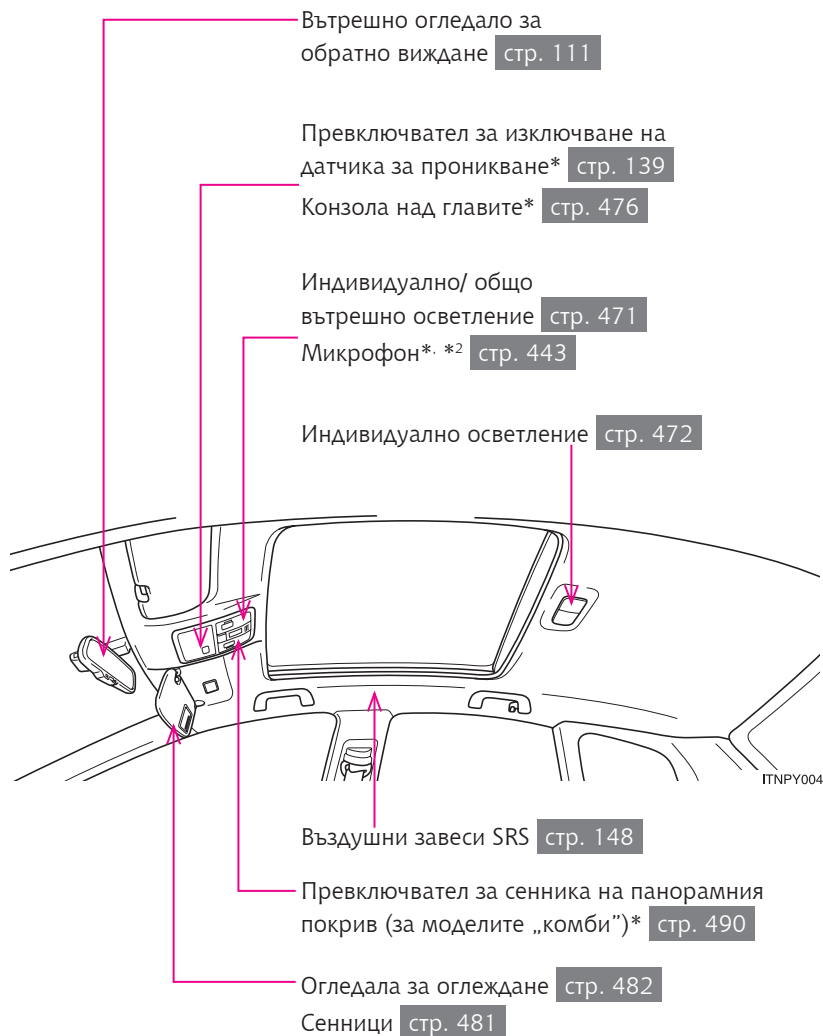 Вътрешно огледало за
обратно виждане стр. 111
Превключвател за изключване на
датчика за проникване* стр. 139
Конзола над главите* стр. 476
Индивидуално/ общо
вътрешно осветление стр. 471
Микрофон*, *2 стр. 443
Индивидуално осветление стр. 472
ITNPY004
Въздушни завеси SRS стр. 148
Превключвател за сенника на панорамния
покрив (за моделите „комби”)* стр. 490
Огледала за оглеждане стр. 482
Сенници стр. 481